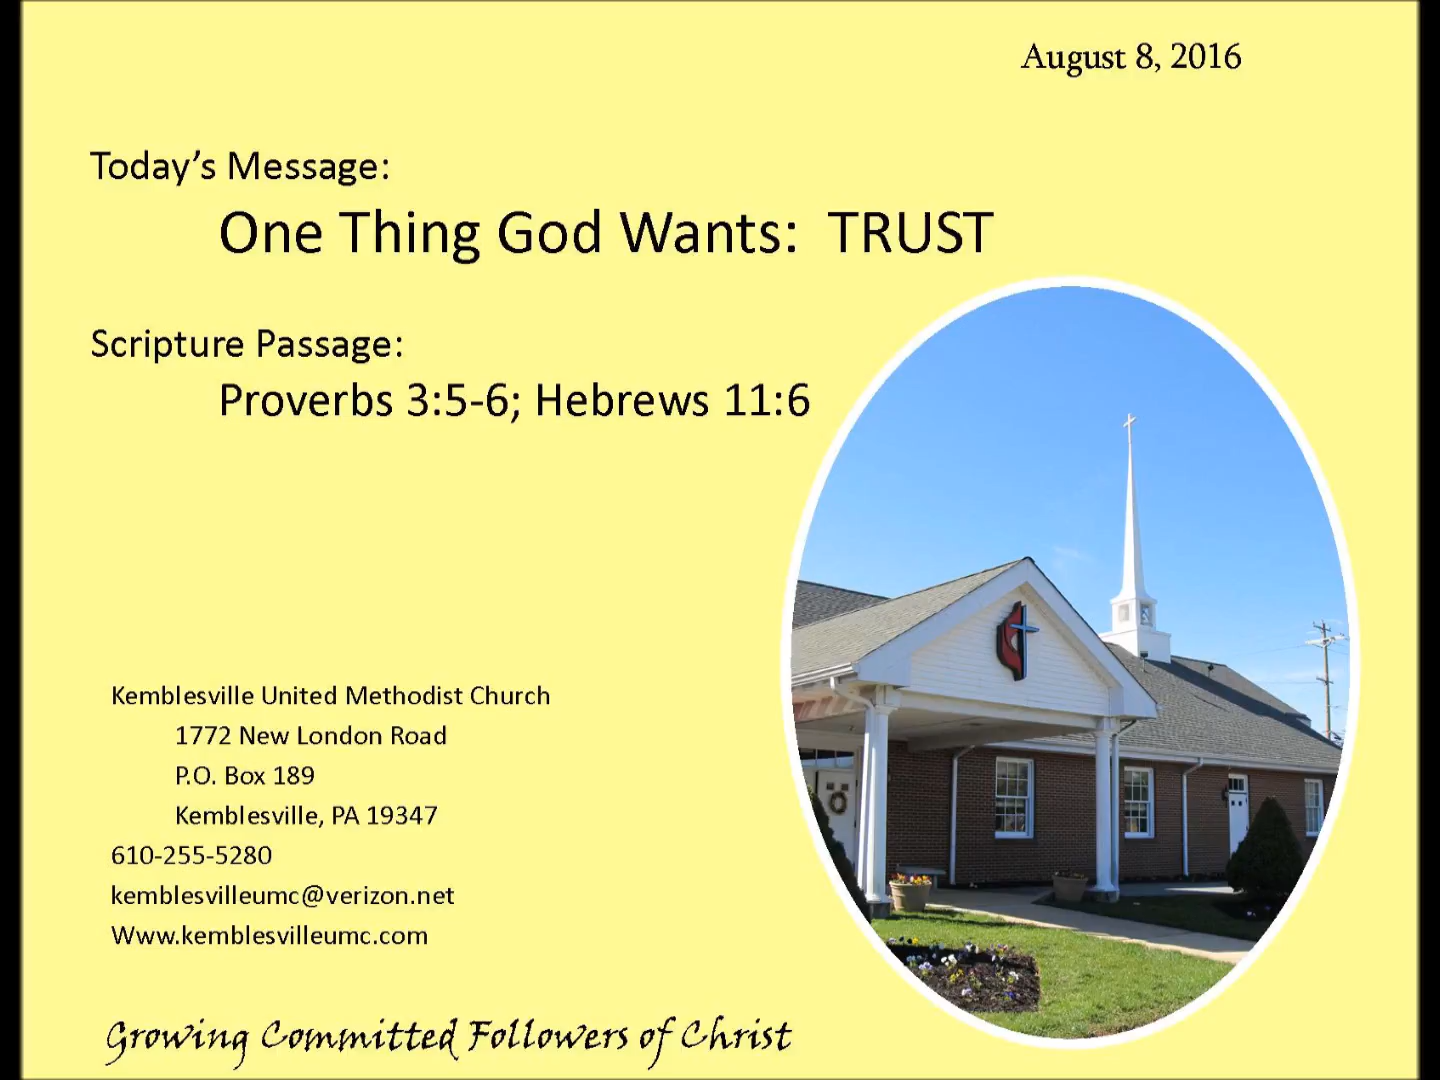 August 8, 2016
Today’s Message:
One Thing God Wants: TRUST
Scripture Passage:
Proverbs 3:5-6; Hebrews 11:6
Kemblesville United Methodist Church
1772 New London Road
P.O. Box 189
Kemblesville, PA 19347
610-255-5280
kemblesvilleumc@verizon.net
Www.kemblesvilleumc.com
Growing Committed Followers of Christ